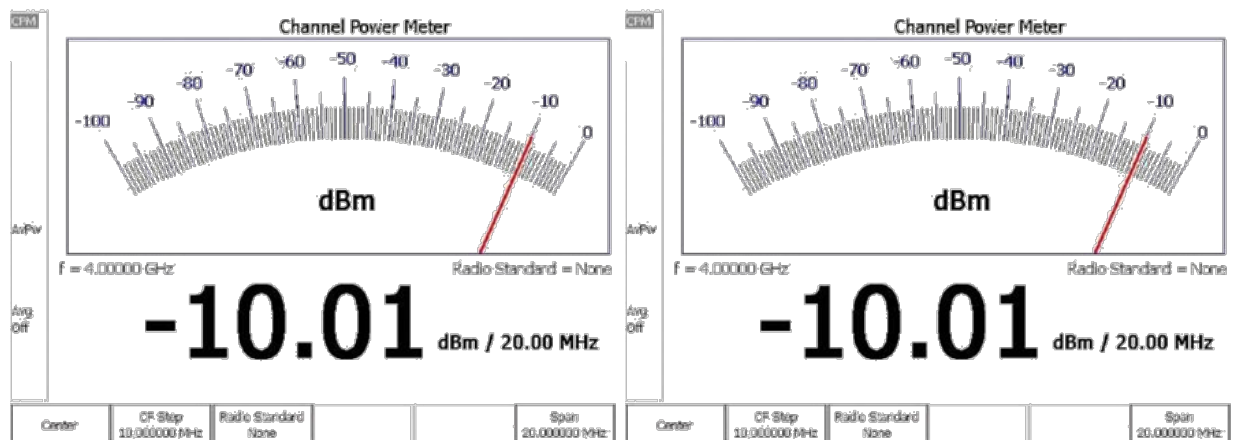 CPM
Channel Power Meter
-100
-90
-80
-70
-60
-50
-40
-30
-20
-10
0
dBm
AvPw
f = 4.00000 GHz
Radio Standard = None
Avg
Off
-10.01 dBm / 20.00 MHz
Center
CF Step
10.000000 MHz
Radio Standard
None
Span
20.000000 MHz
CPM
Channel Power Meter
-100
-90
-80
-70
-60
-50
-40
-30
-20
-10
0
dBm
AvPw
f = 4.00000 GHz
Radio Standard = None
Avg
Off
-10.01 dBm / 20.00 MHz
Center
CF Step
10.000000 MHz
Radio Standard
None
Span
20.000000 MHz